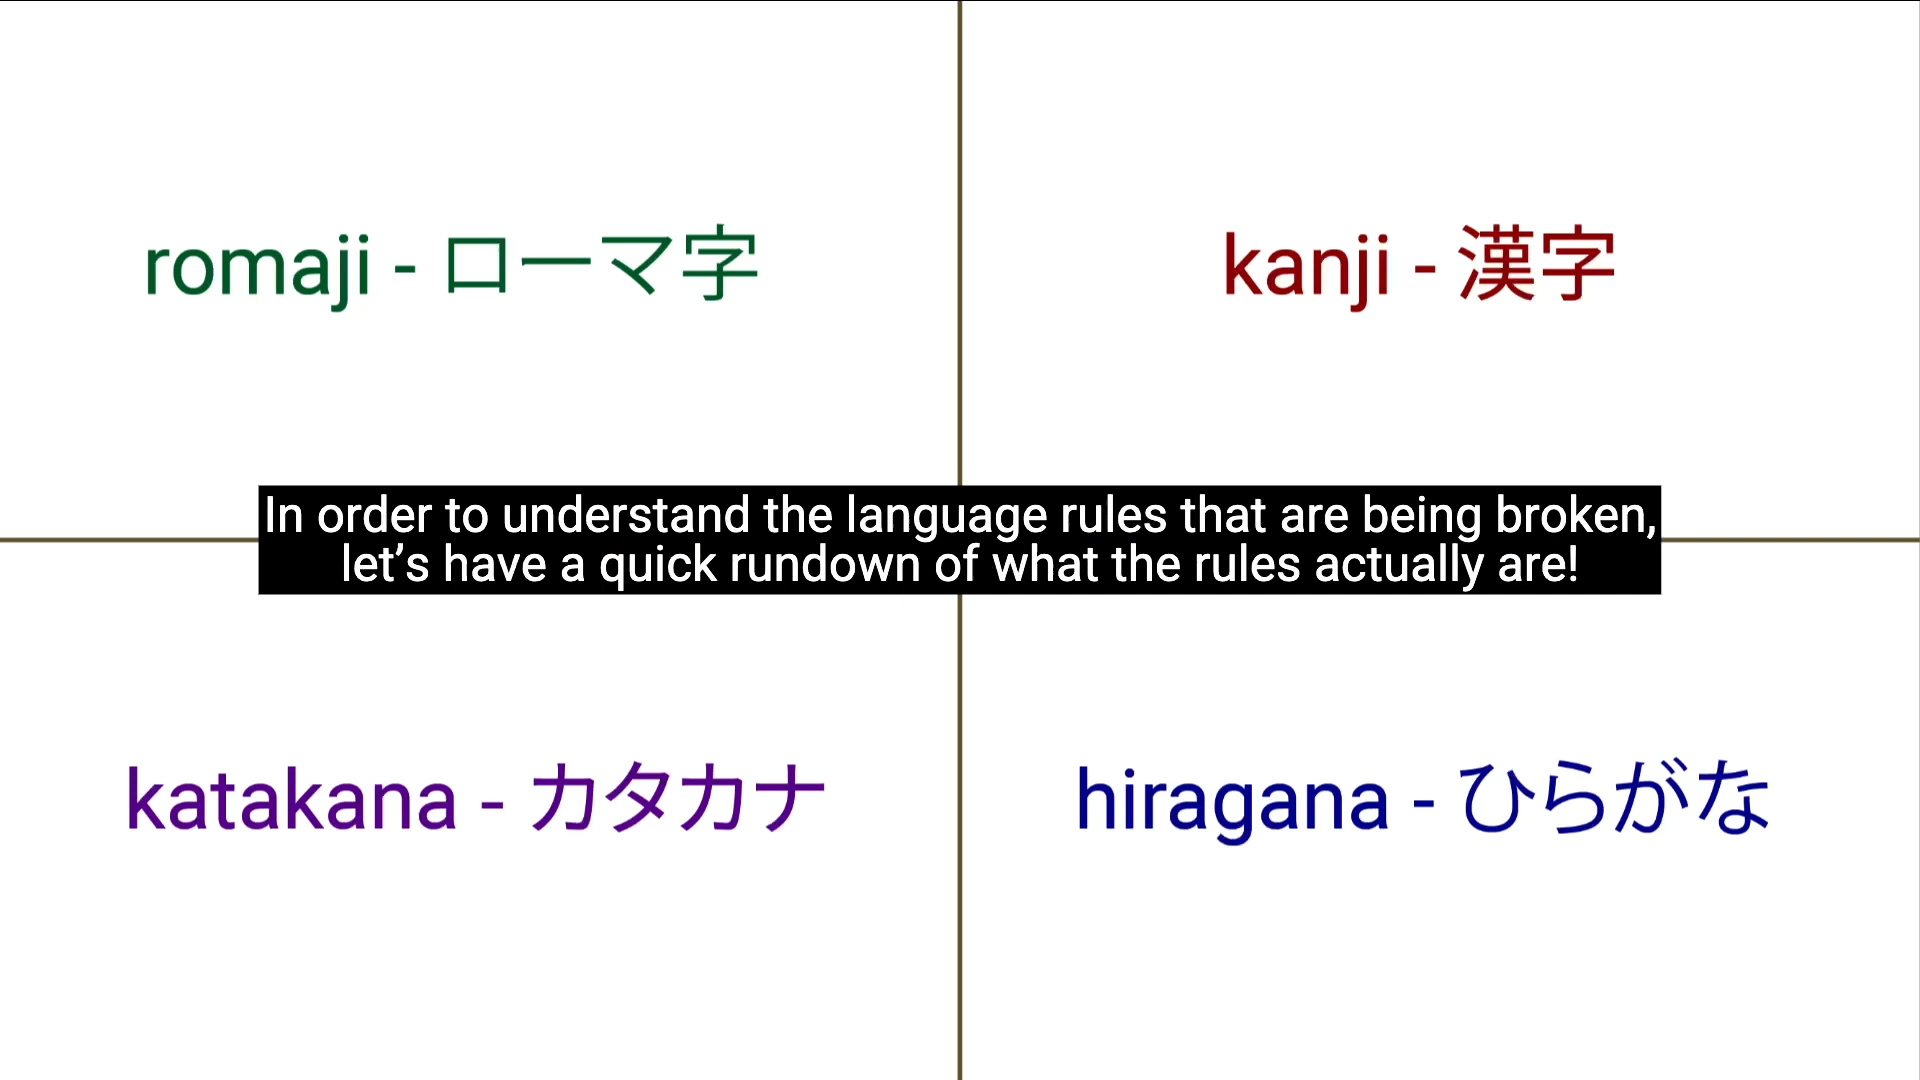 romaji - ローマ字
kanji - 漢字
In order to understand the language rules that are being broken,
let’s have a quick rundown of what the rules actually are!
katakana - カタカナ
hiragana - ひらがな